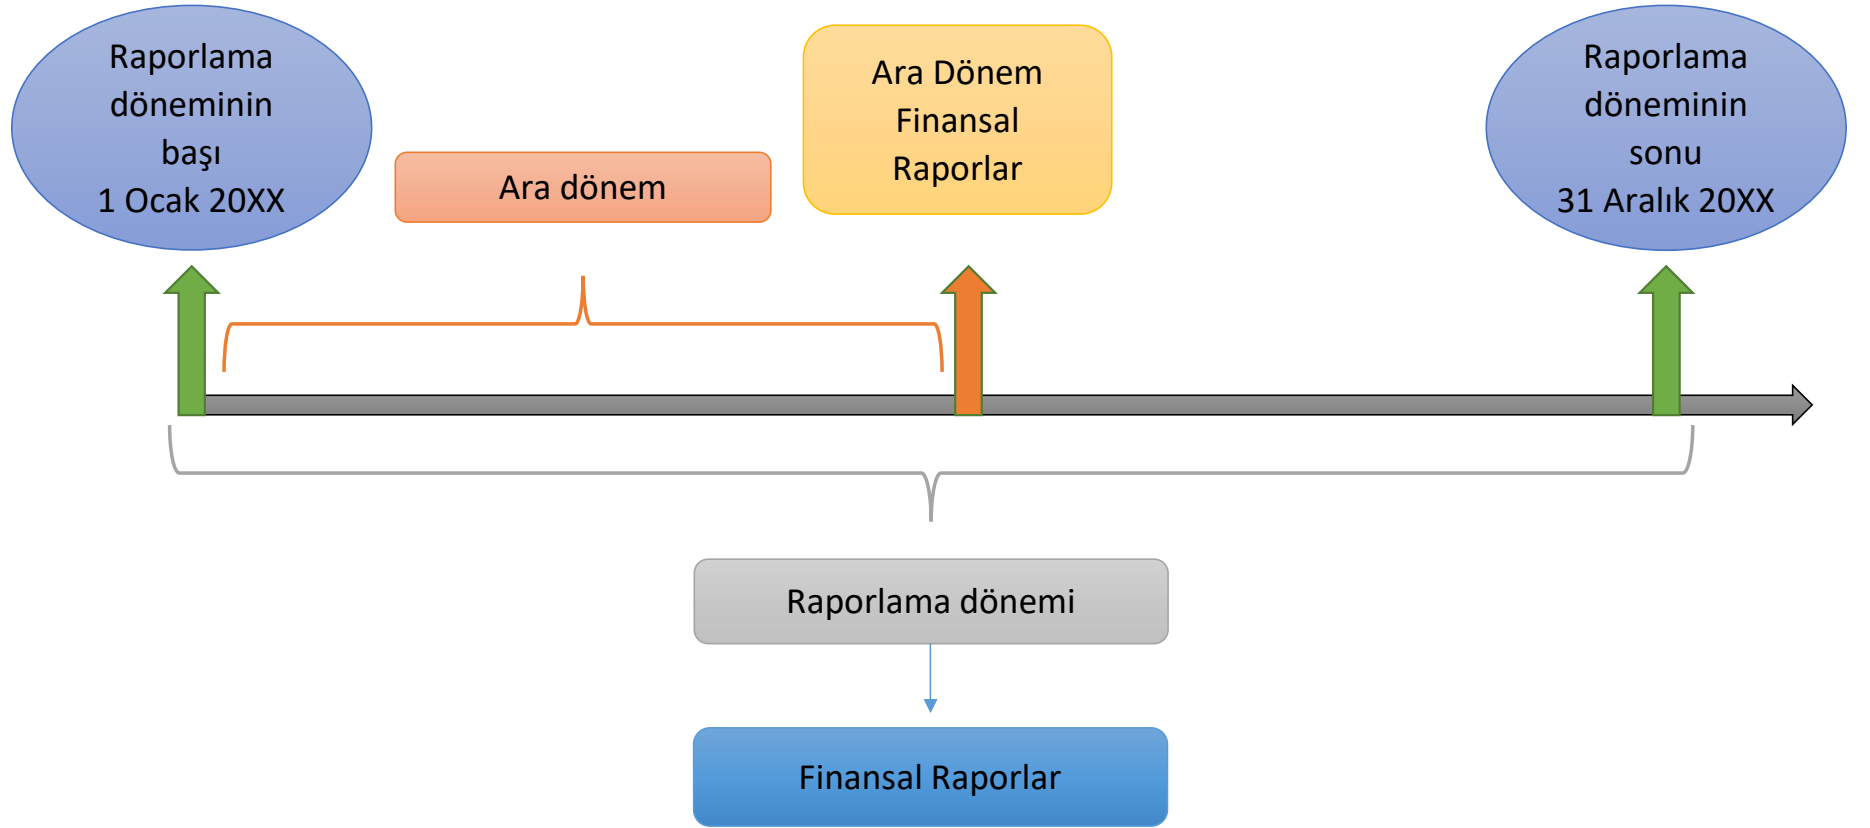 Raporlama
döneminin
başı
1 Ocak 20XX
Ara dönem
Ara Dönem
Finansal
Raporlar
Raporlama
döneminin
sonu
31 Aralık 20XX
Raporlama dönemi
Finansal Raporlar